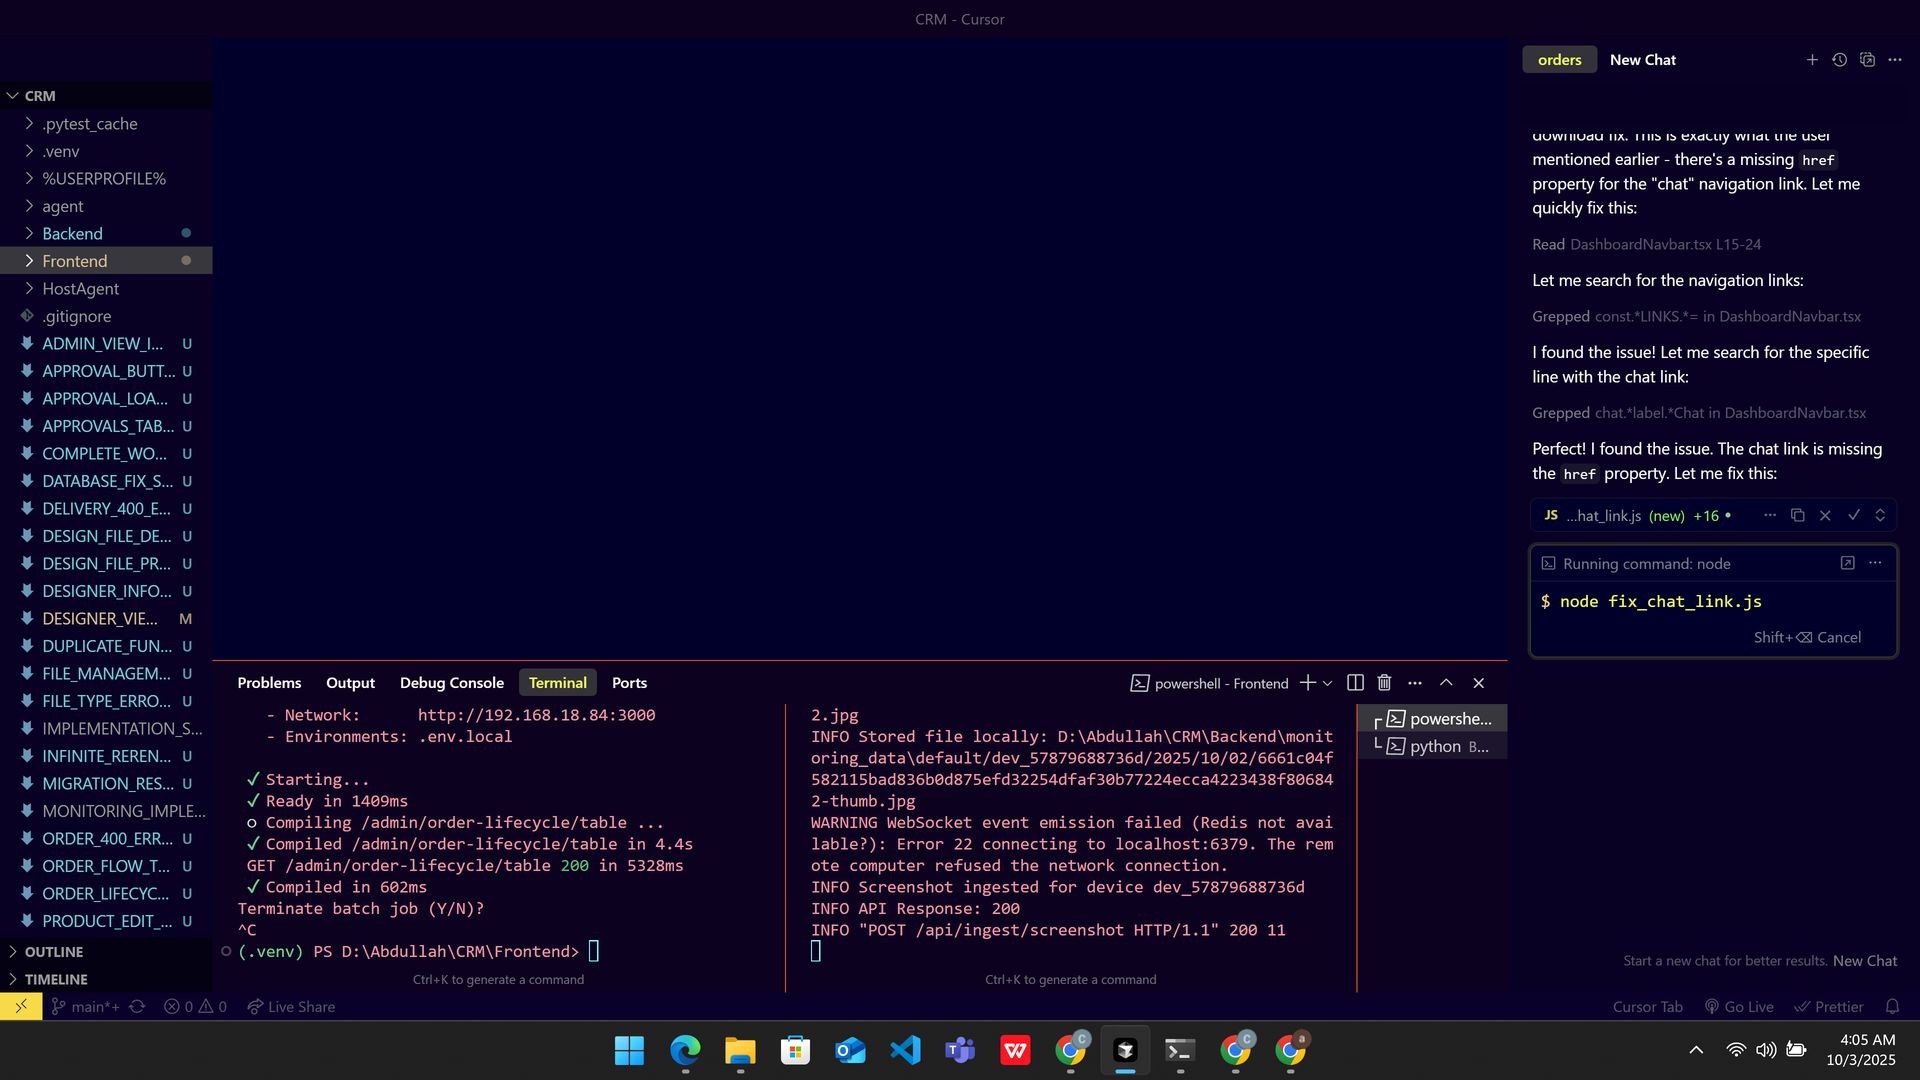 CRM - Cursor
CRM
.pytest_cache
.venv
%USERPROFILE%
agent
Backend
Frontend
HostAgent
.gitignore
ADMIN_VIEW_I... U
APPROVAL_BUTT... U
APPROVAL_LOA... U
APPROVALS_TAB... U
COMPLETE_WO... U
DATABASE_FIX_S... U
DELIVERY_400_E... U
DESIGN_FILE_DE... U
DESIGN_FILE_PR... U
DESIGNER_INFO... U
DESIGNER_VIE... M
DUPLICATE_FUN... U
FILE_MANAGEM... U
FILE_TYPE_ERRO... U
IMPLEMENTATION_S...
INFINITE_REREN... U
MIGRATION_RES... U
MONITORING_IMPLE...
ORDER_400_ERR... U
ORDER_FLOW_T... U
ORDER_LIFECYC... U
PRODUCT_EDIT_... U
OUTLINE
TIMELINE
Problems Output Debug Console Terminal Ports
powershell - Frontend
- Network: http://192.168.18.84:3000
- Environments: .env.local
✓ Starting...
✓ Ready in 1409ms
○ Compiling /admin/order-lifecycle/table ...
✓ Compiled /admin/order-lifecycle/table in 4.4s
GET /admin/order-lifecycle/table 200 in 5328ms
✓ Compiled in 602ms
Terminate batch job (Y/N)?
^C
(.venv) PS D:\Abdullah\CRM\Frontend>
Ctrl+K to generate a command
2.jpg
INFO Stored file locally: D:\Abdullah\CRM\Backend\monit
oring_data\default/dev_57879688736d/2025/10/02/6661c04f
582115bad836b0d875efd32254dfaf30b77224ecca4223438f80684
2-thumb.jpg
WARNING WebSocket event emission failed (Redis not avai
lable?): Error 22 connecting to localhost:6379. The rem
ote computer refused the network connection.
INFO Screenshot ingested for device dev_57879688736d
INFO API Response: 200
INFO "POST /api/ingest/screenshot HTTP/1.1" 200 11
Ctrl+K to generate a command
powershe...
python B...
orders New Chat
download fix. This is exactly what the user
mentioned earlier - there's a missing href
property for the "chat" navigation link. Let me
quickly fix this:
Read DashboardNavbar.tsx L15-24
Let me search for the navigation links:
Grepped const.*LINKS.*= in DashboardNavbar.tsx
I found the issue! Let me search for the specific
line with the chat link:
Grepped chat.*label.*Chat in DashboardNavbar.tsx
Perfect! I found the issue. The chat link is missing
the href property. Let me fix this:
JS ...hat_link.js (new) +16 •
Running command: node
$ node fix_chat_link.js
Shift+⌫ Cancel
Start a new chat for better results. New Chat
main*+ 0 0 Live Share
Cursor Tab Go Live Prettier
4:05 AM
10/3/2025